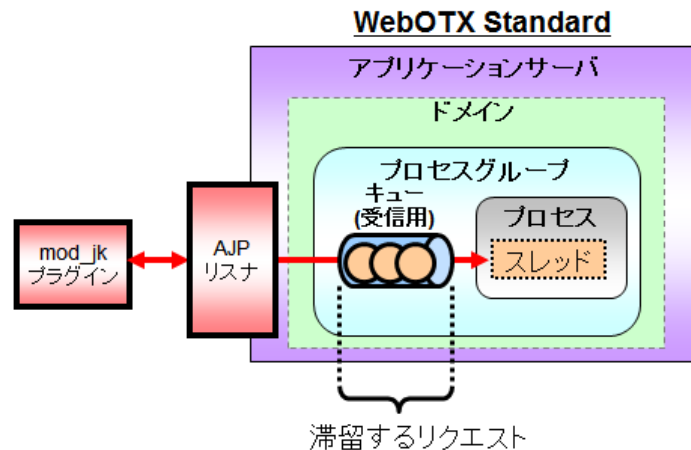 WebOTX Standard
アプリケーションサーバ
ドメイン
プロセスグループ
キュー
(受信用)
プロセス
スレッド
AJP
リスナ
mod_jk
プラグイン
滞留するリクエスト